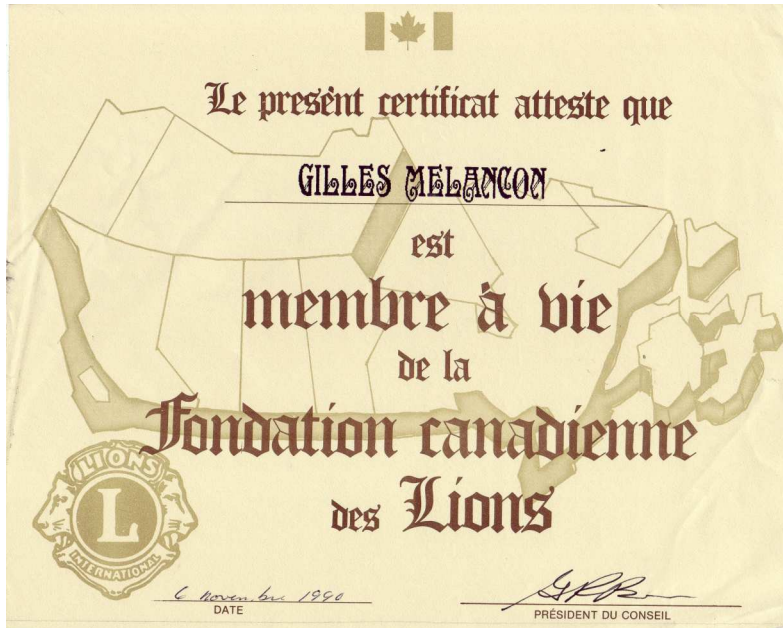 Le présent certificat atteste que
GILLES MELANCON
est
membre à vie
de la
Fondation canadienne
des Lions
LIONS
L
INTERNATIONAL
6 novembre 1990
DATE
PRÉSIDENT DU CONSEIL